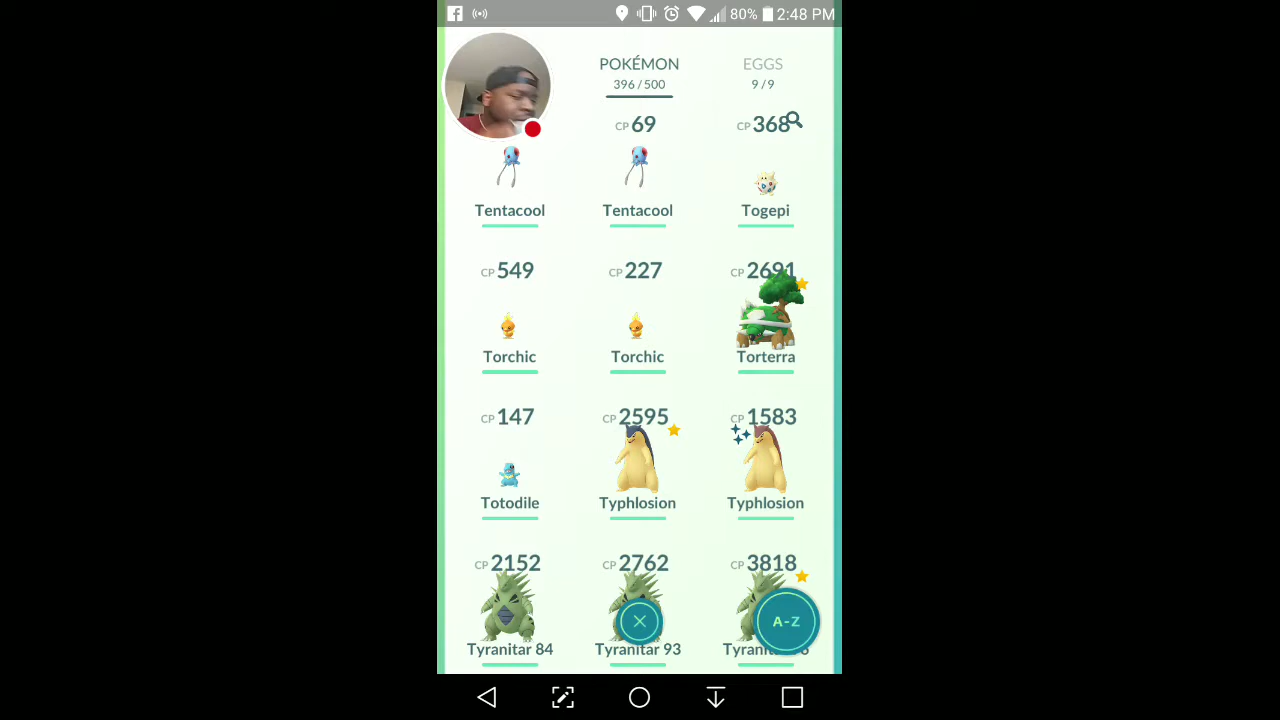 80% 2:48 PM
POKÉMON EGGS
396 / 500 9 / 9
CP 69 CP 368
Tentacool Tentacool Togepi
CP 549 CP 227 CP 2691
Torchic Torchic Torterra
CP 147 CP 2595 CP 1583
Totodile Typhlosion Typhlosion
CP 2152 CP 2762 CP 3818
A-Z
Tyranitar 84 Tyranitar 93